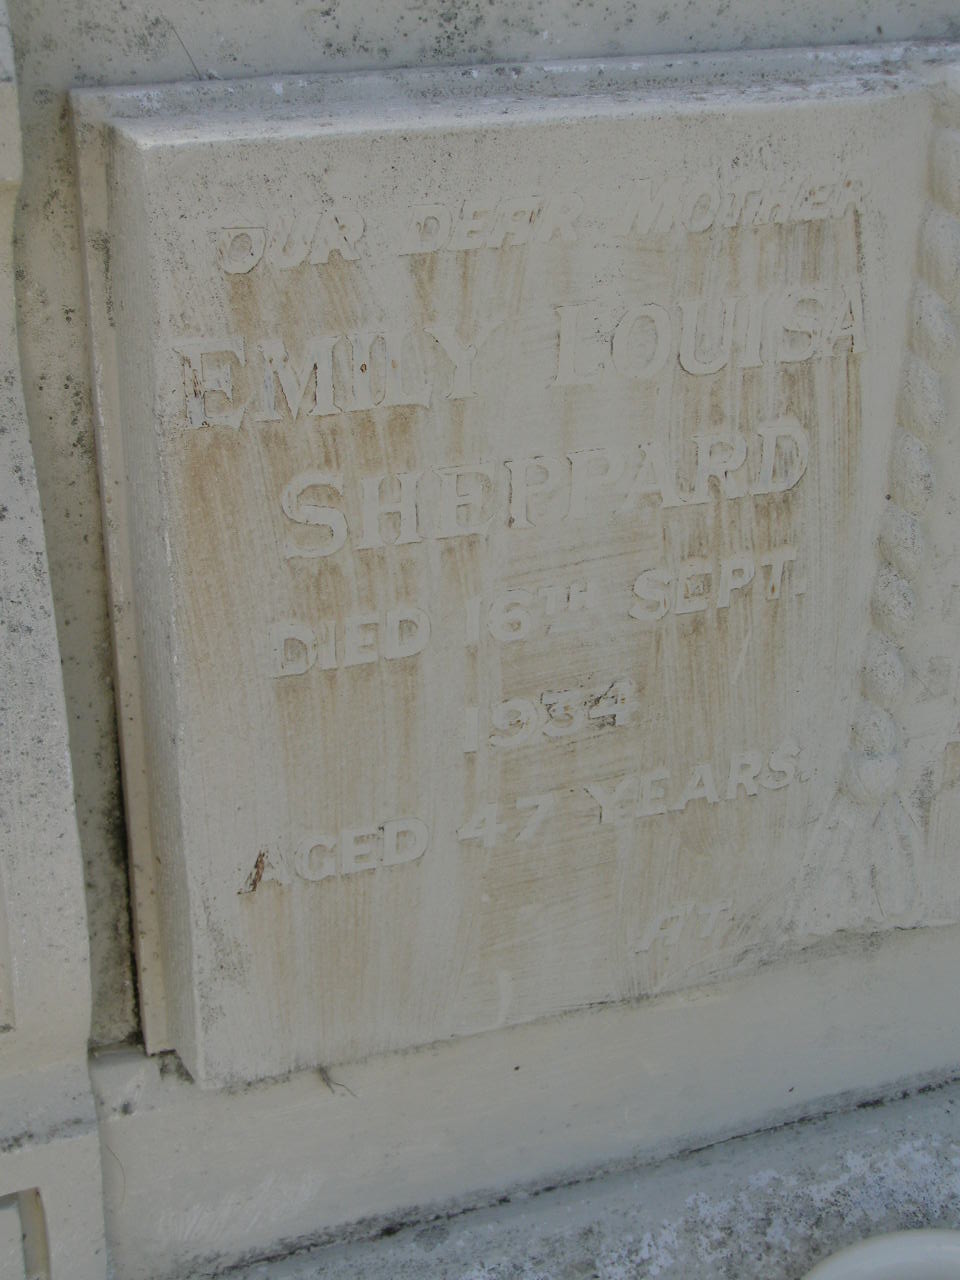 OUR DEAR MOTHER
EMILY LOUISA
SHEPPARD
DIED 16TH SEPT.
1934
AGED 47 YEARS.